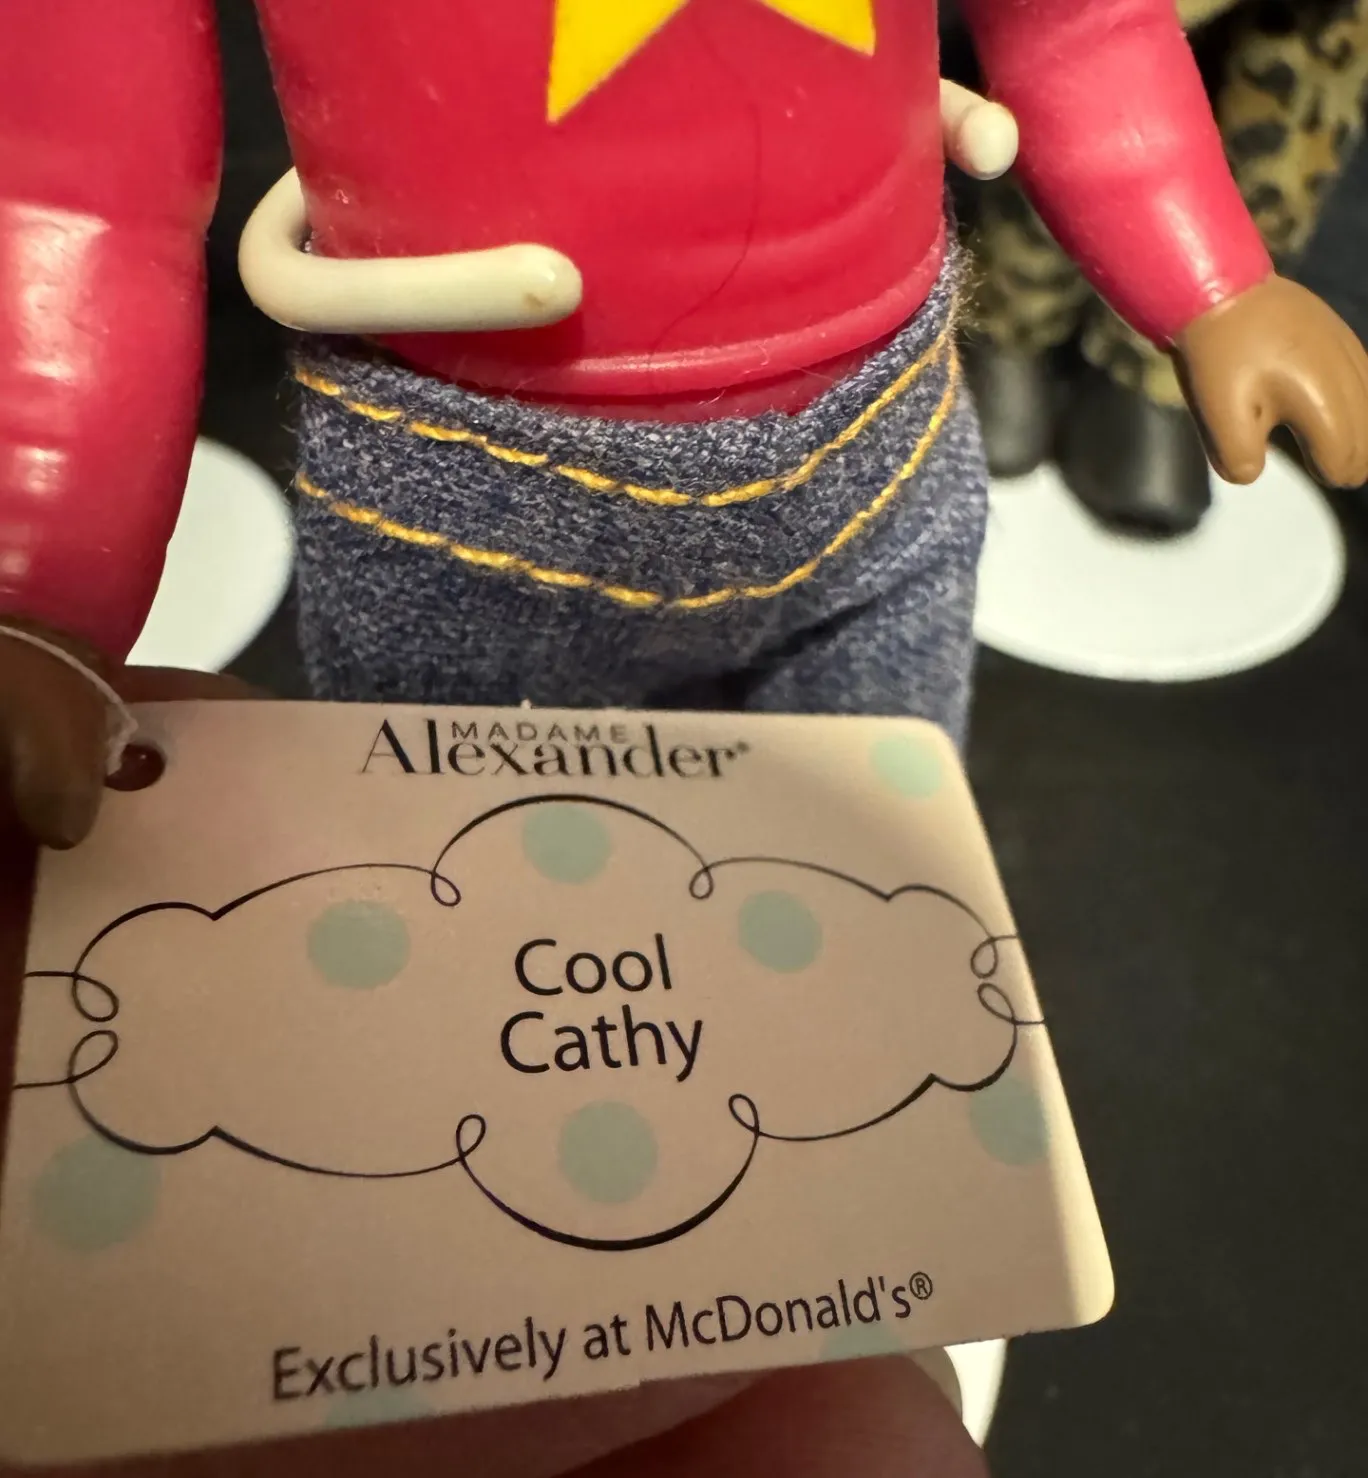 MADAME
Alexander®
Cool
Cathy
Exclusively at McDonald's®